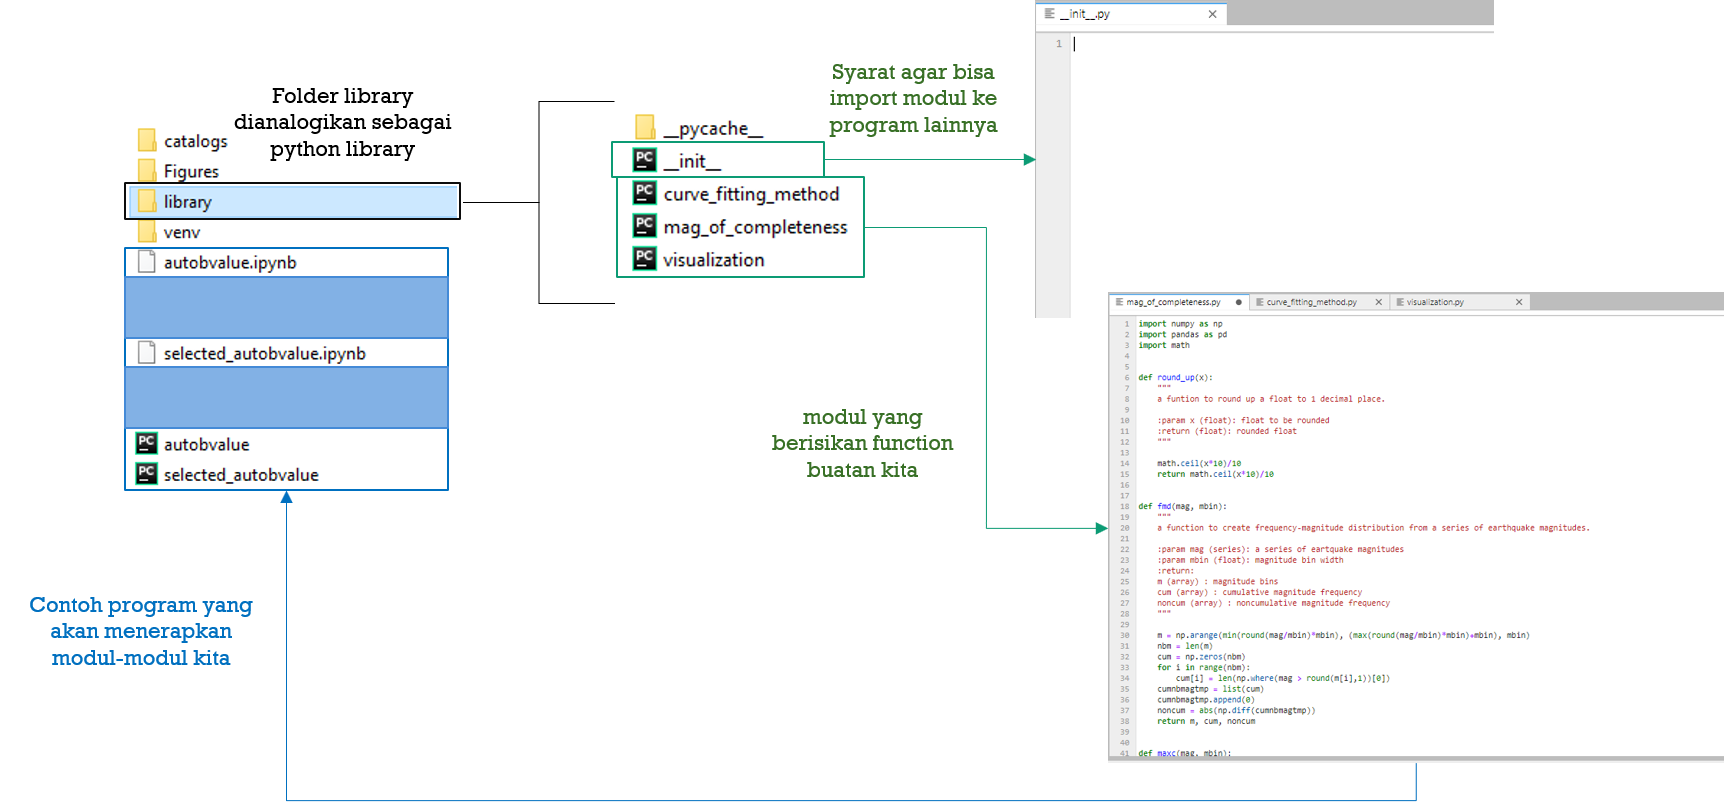 Folder library
dianalogikan sebagai
python library
catalogs
Figures
library
venv
autobvalue.ipynb
selected_autobvalue.ipynb
autobvalue
selected_autobvalue
Contoh program yang
akan menerapkan
modul-modul kita
__pycache__
__init__
curve_fitting_method
mag_of_completeness
visualization
Syarat agar bisa
import modul ke
program lainnya
modul yang
berisikan function
buatan kita
__init__.py
1
mag_of_completeness.py
curve_fitting_method.py
visualization.py
1 import numpy as np
2 import pandas as pd
3 import math
4
5
6 def round_up(x):
7 """
8 a funtion to round up a float to 1 decimal place.
9
10 :param x (float): float to be rounded
11 :return (float): rounded float
12 """
13
14 math.ceil(x*10)/10
15 return math.ceil(x*10)/10
16
17
18 def fmd(mag, mbin):
19 """
20 a function to create frequency-magnitude distribution from a series of earthquake magnitudes.
21
22 :param mag (series): a series of eartquake magnitudes
23 :param mbin (float): magnitude bin width
24 :return:
25 m (array) : magnitude bins
26 cum (array) : cumulative magnitude frequency
27 noncum (array) : noncumulative magnitude frequency
28 """
29
30 m = np.arange(min(round(mag/mbin)*mbin), (max(round(mag/mbin)*mbin)+mbin), mbin)
31 nbm = len(m)
32 cum = np.zeros(nbm)
33 for i in range(nbm):
34 cum[i] = len(np.where(mag > round(m[i],1))[0])
35 cumnbmagtmp = list(cum)
36 cumnbmagtmp.append(0)
37 noncum = abs(np.diff(cumnbmagtmp))
38 return m, cum, noncum
39
40
41 def maxc(mag, mbin):